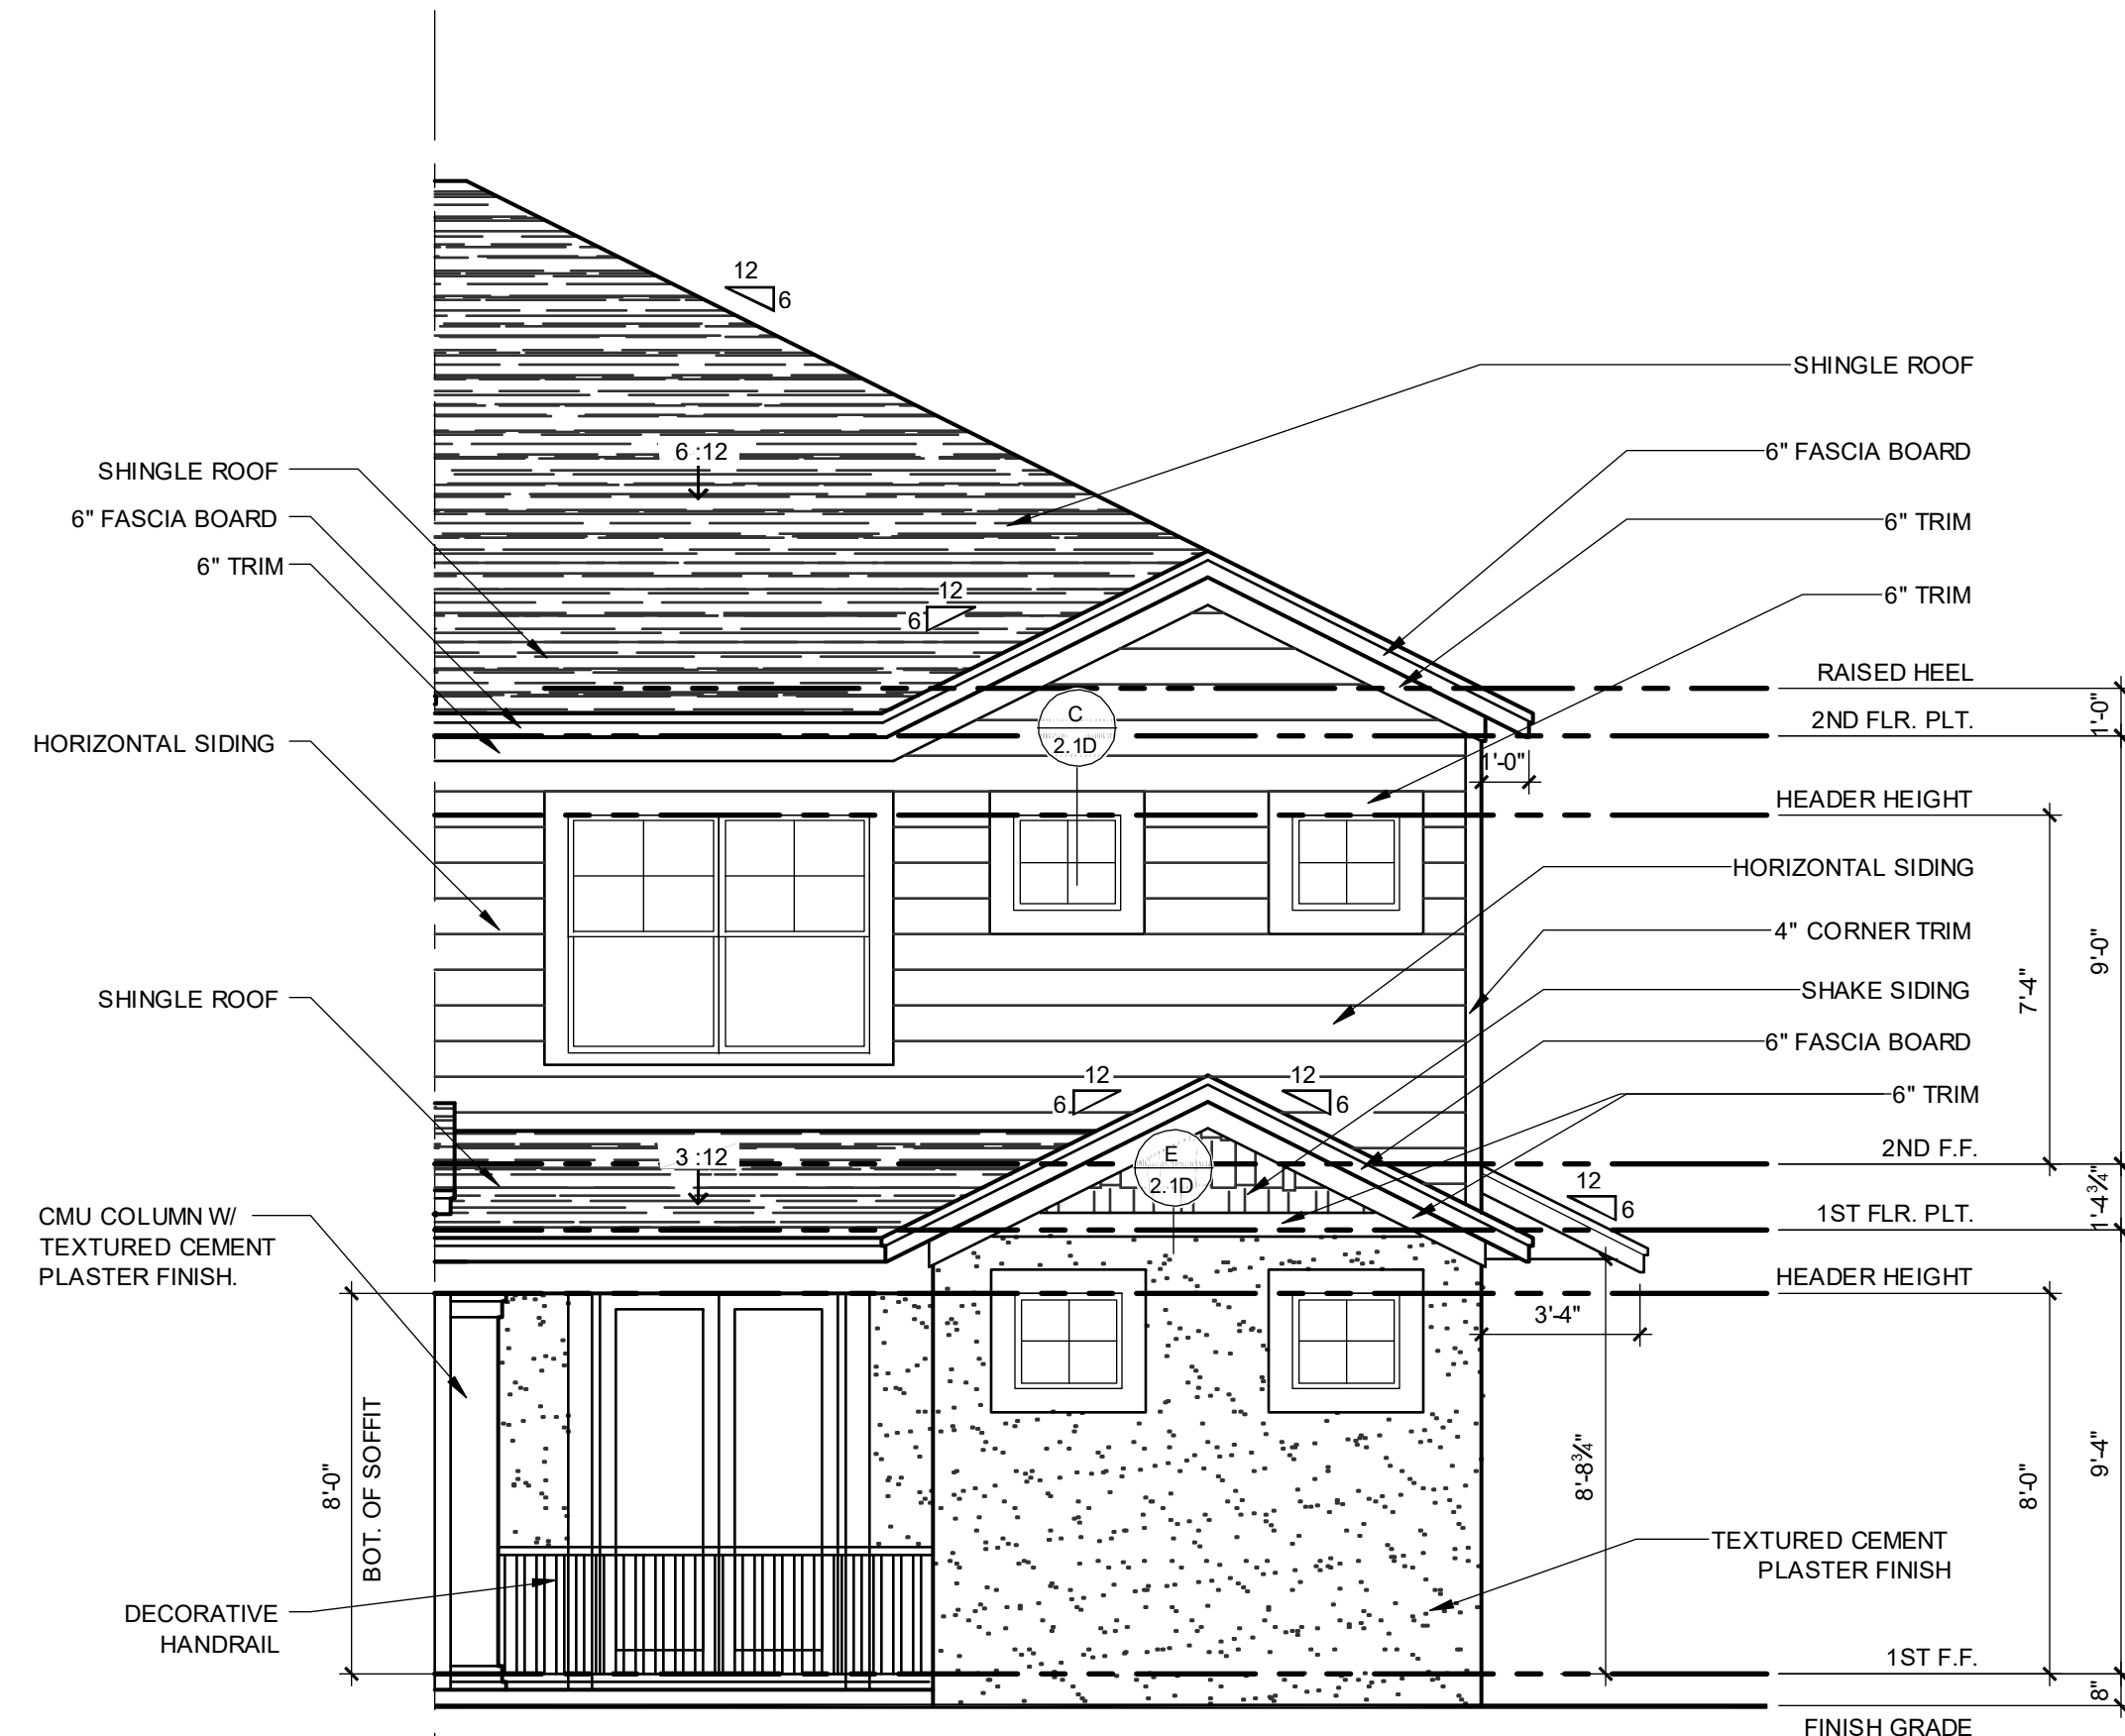 12
6
SHINGLE ROOF
6" FASCIA BOARD
6 :12
SHINGLE ROOF
6" FASCIA BOARD
6" TRIM
6" TRIM
6" TRIM
12
6
RAISED HEEL
1'-0"
C
2.1D
2ND FLR. PLT.
HORIZONTAL SIDING
1'-0"
HEADER HEIGHT
HORIZONTAL SIDING
4" CORNER TRIM
9'-0"
7'-4"
SHINGLE ROOF
SHAKE SIDING
6" FASCIA BOARD
12
6
12
6
6" TRIM
3 :12
E
2.1D
2ND F.F.
12
6
1'-4¾"
CMU COLUMN W/
TEXTURED CEMENT
PLASTER FINISH.
1ST FLR. PLT.
HEADER HEIGHT
3'-4"
8'-0"
BOT. OF SOFFIT
8'-8¾"
8'-0"
9'-4"
TEXTURED CEMENT
PLASTER FINISH
DECORATIVE
HANDRAIL
1ST F.F.
8"
FINISH GRADE